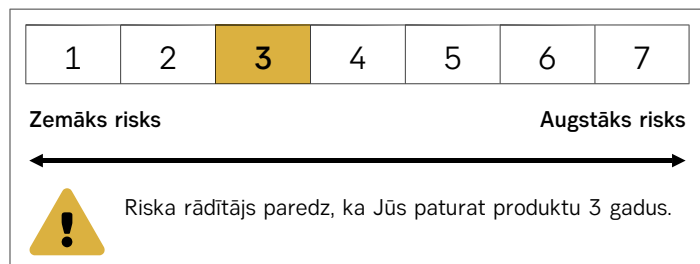 1 2 3 4 5 6 7
Zemāks risks Augstāks risks
Riska rādītājs paredz, ka Jūs paturat produktu 3 gadus.